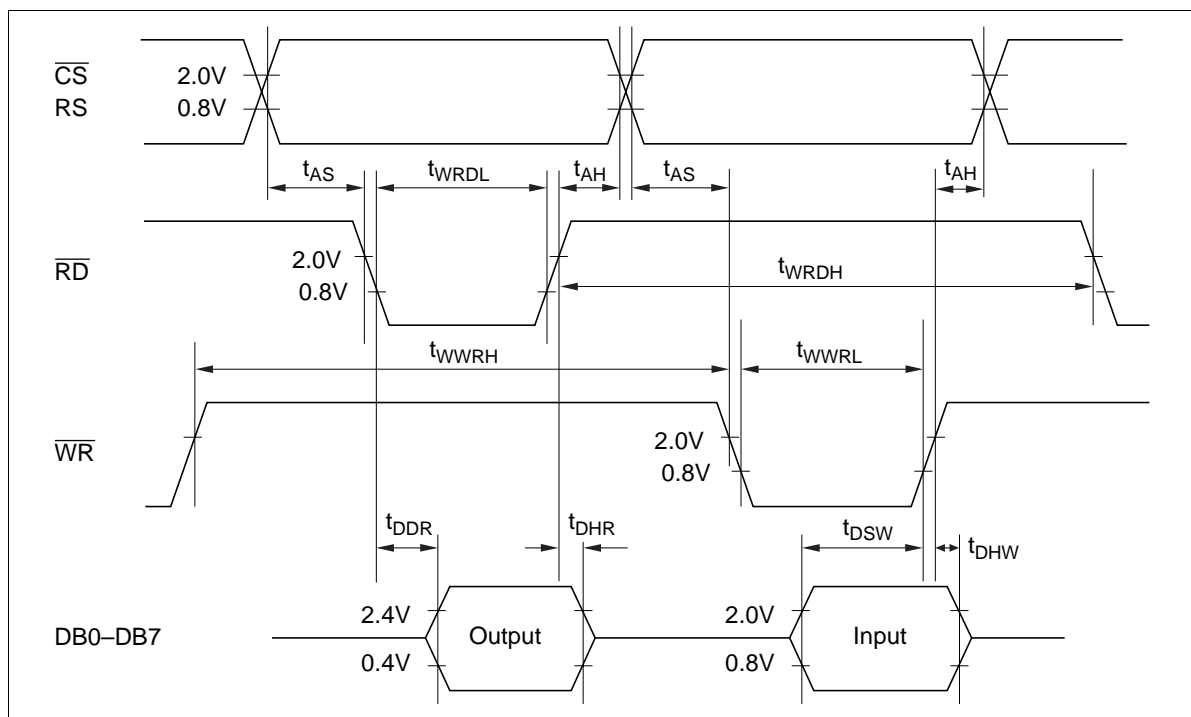 CS 2.0V
RS 0.8V
tAS tWRDL tAH tAS tAH
RD 2.0V
0.8V
tWRDH
tWWRH tWWRL
WR 2.0V
0.8V
tDDR tDHR tDSW tDHW
2.4V 2.0V
DB0–DB7 Output Input
0.4V 0.8V